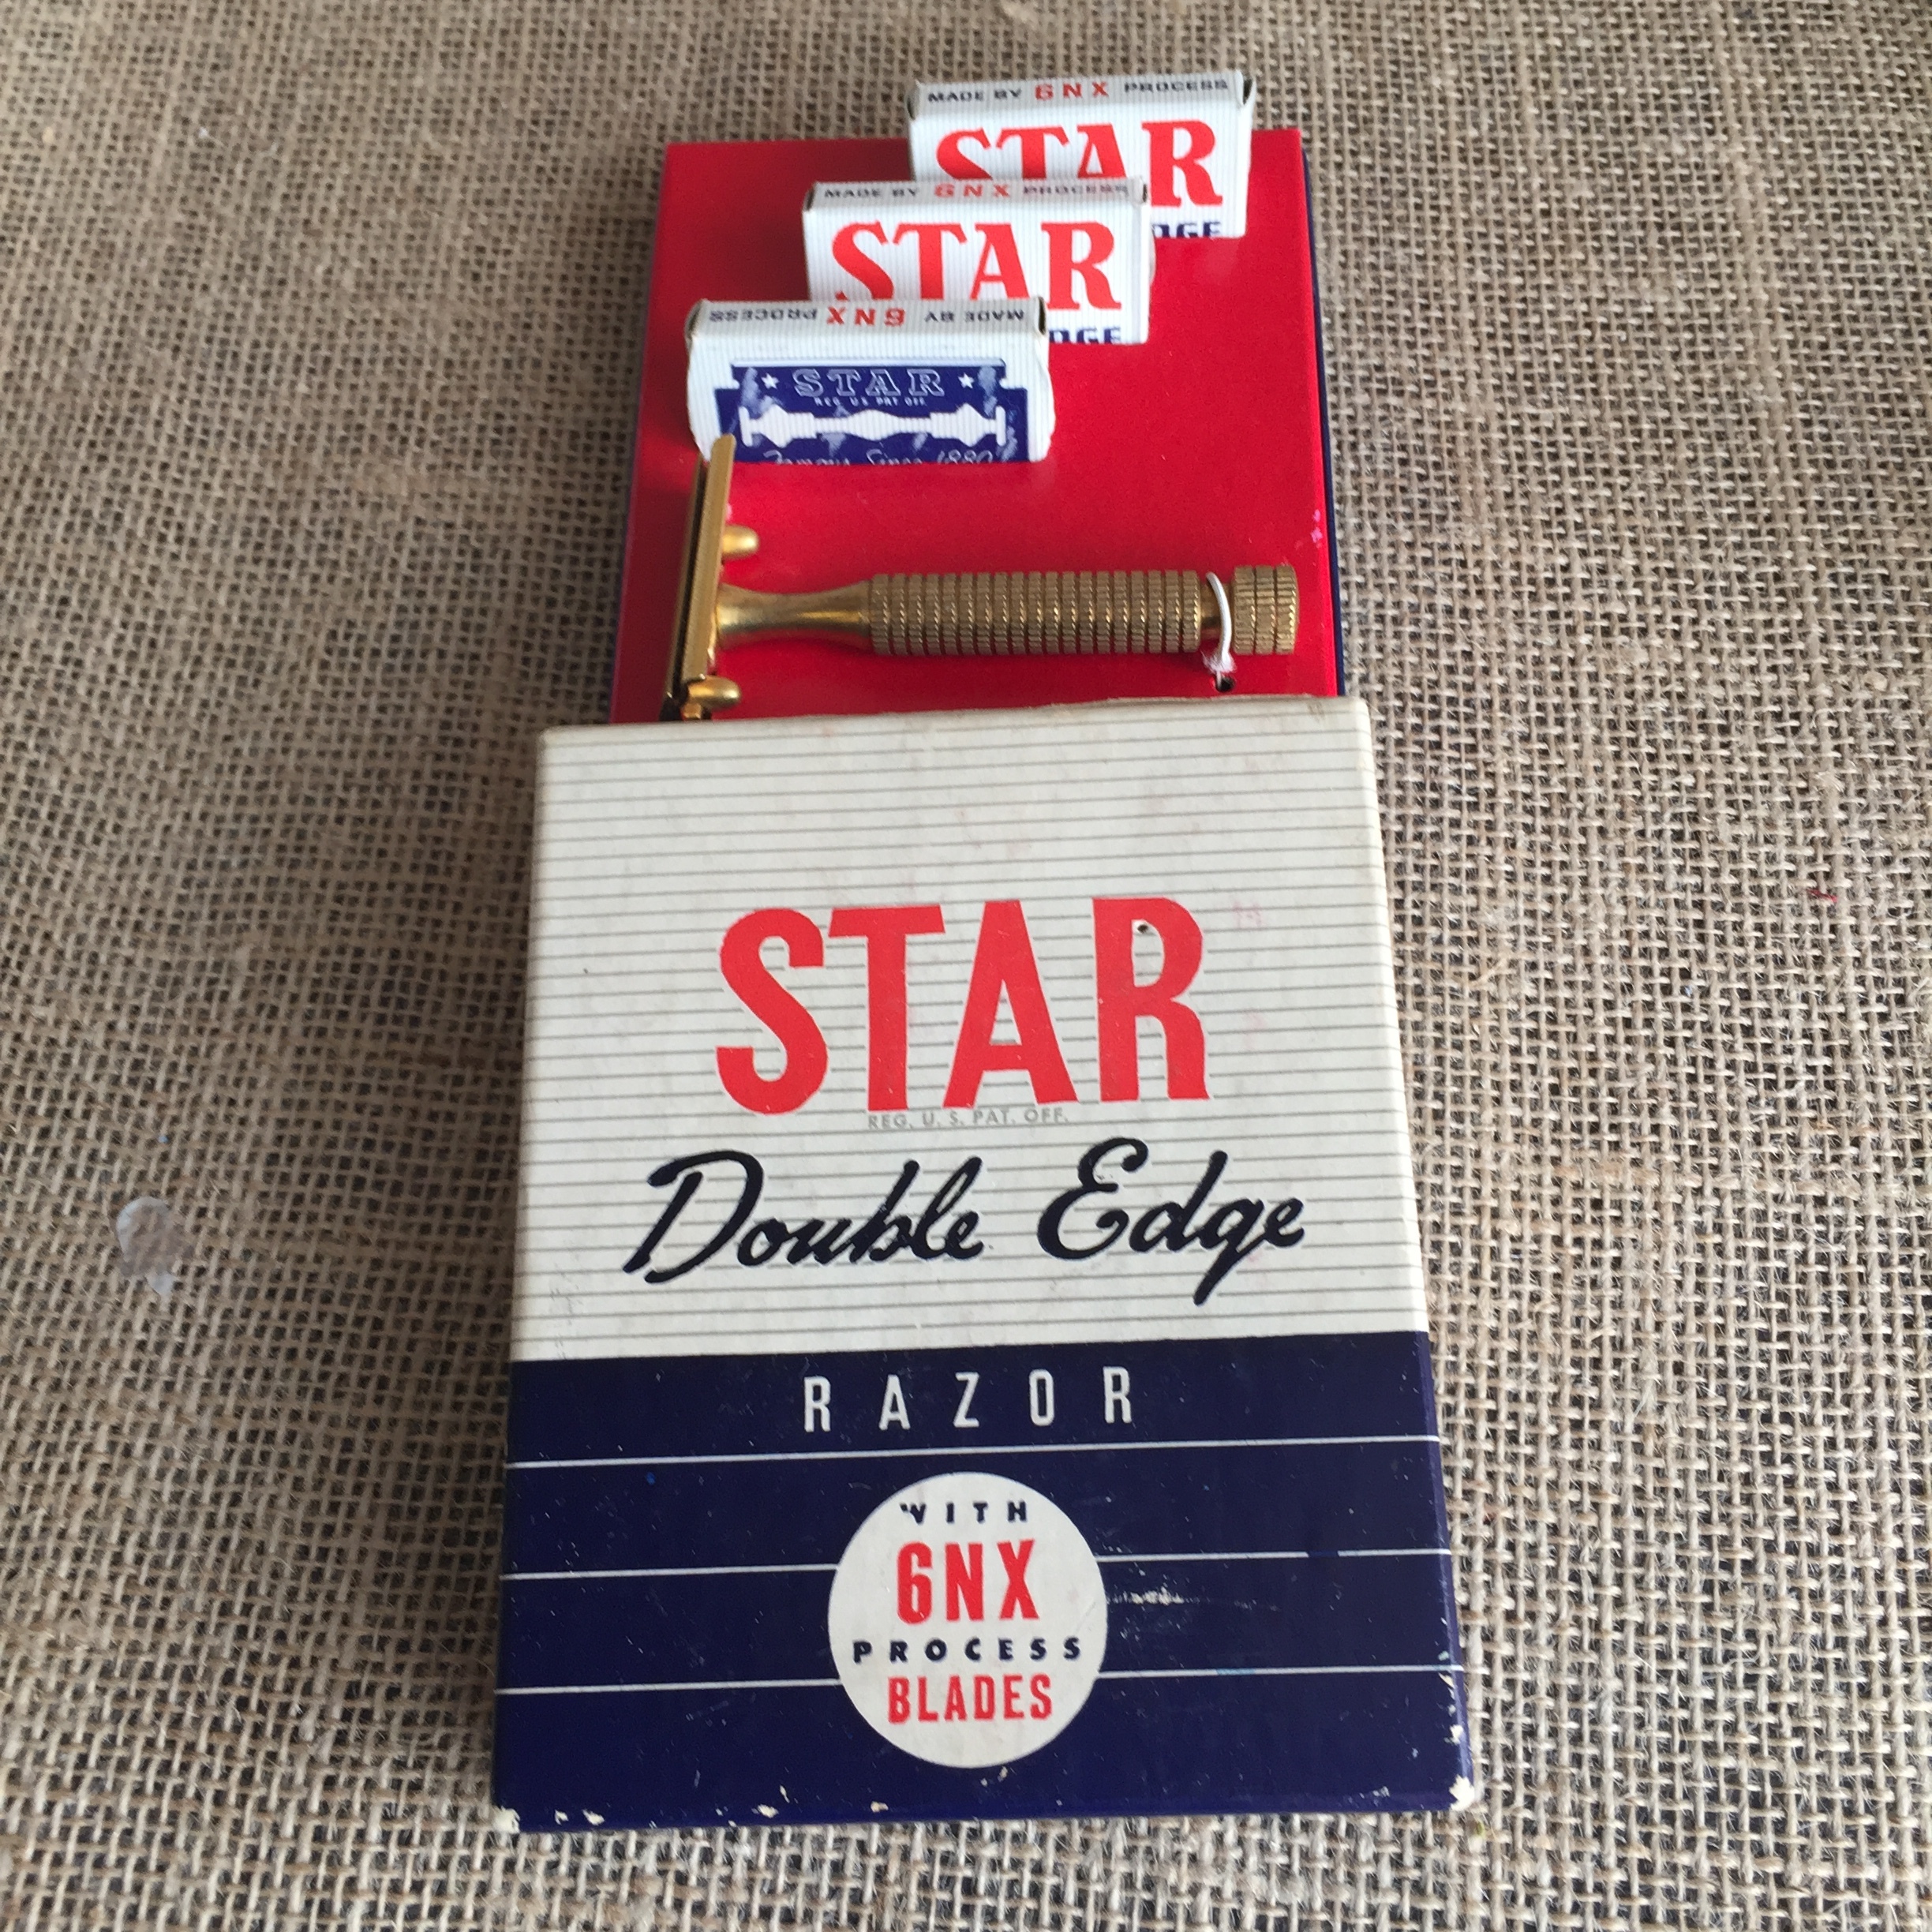 MADE BY 6NX PROCESS
STAR
MADE BY 6NX PROCESS
STAR
MADE BY 6NX PROCESS
STAR
REG. U.S. PAT. OFF.
Famous Since 1880
STAR
REG. U. S. PAT. OFF.
Double Edge
RAZOR
WITH
6NX
PROCESS
BLADES